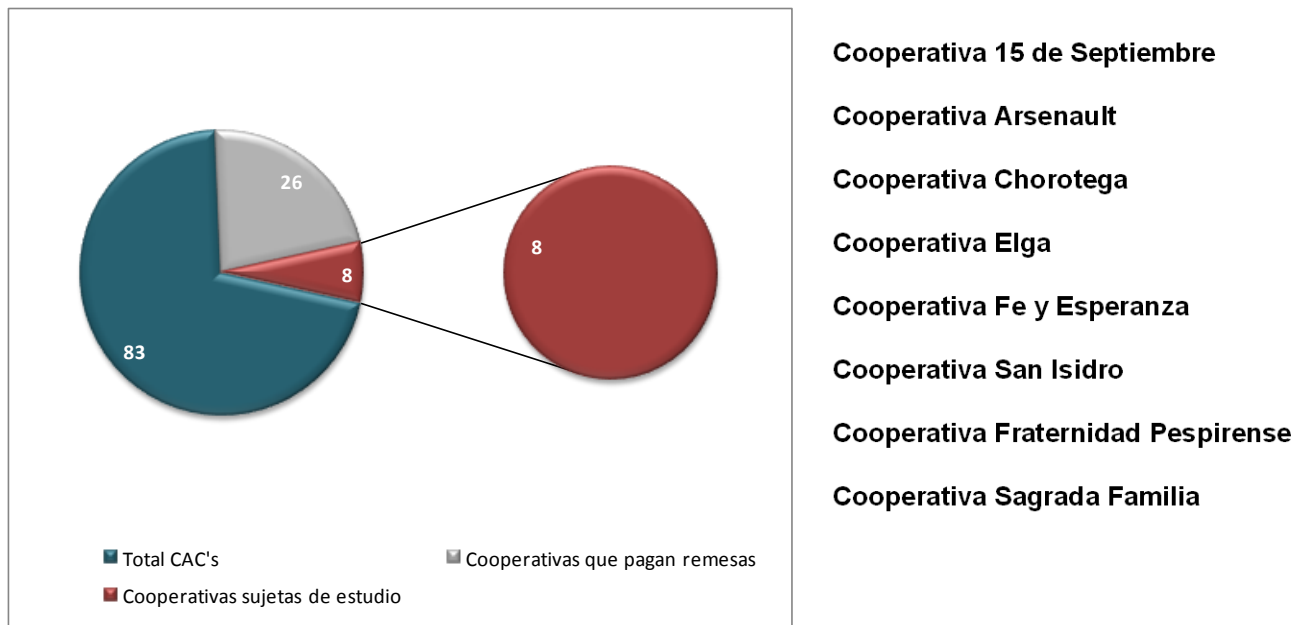 26
8
83
8
Total CAC's
Cooperativas que pagan remesas
Cooperativas sujetas de estudio
Cooperativa 15 de Septiembre
Cooperativa Arsenault
Cooperativa Chorotega
Cooperativa Elga
Cooperativa Fe y Esperanza
Cooperativa San Isidro
Cooperativa Fraternidad Pespirense
Cooperativa Sagrada Familia